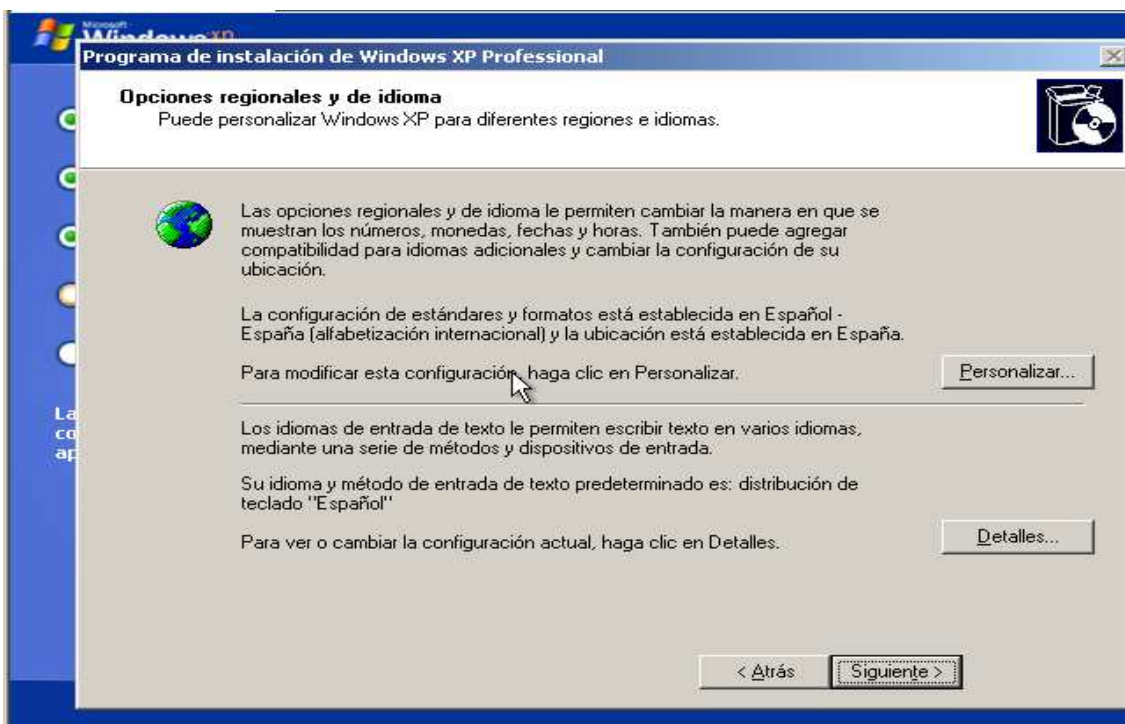 Microsoft
Windows xp
Programa de instalación de Windows XP Professional
Opciones regionales y de idioma
Puede personalizar Windows XP para diferentes regiones e idiomas.
Las opciones regionales y de idioma le permiten cambiar la manera en que se
muestran los números, monedas, fechas y horas. También puede agregar
compatibilidad para idiomas adicionales y cambiar la configuración de su
ubicación.
La configuración de estándares y formatos está establecida en Español -
España (alfabetización internacional) y la ubicación está establecida en España.
Para modificar esta configuración, haga clic en Personalizar.
Personalizar...
Los idiomas de entrada de texto le permiten escribir texto en varios idiomas,
mediante una serie de métodos y dispositivos de entrada.
Su idioma y método de entrada de texto predeterminado es: distribución de
teclado "Español"
Para ver o cambiar la configuración actual, haga clic en Detalles.
Detalles...
La
co
ap
< Atrás
Siguiente >